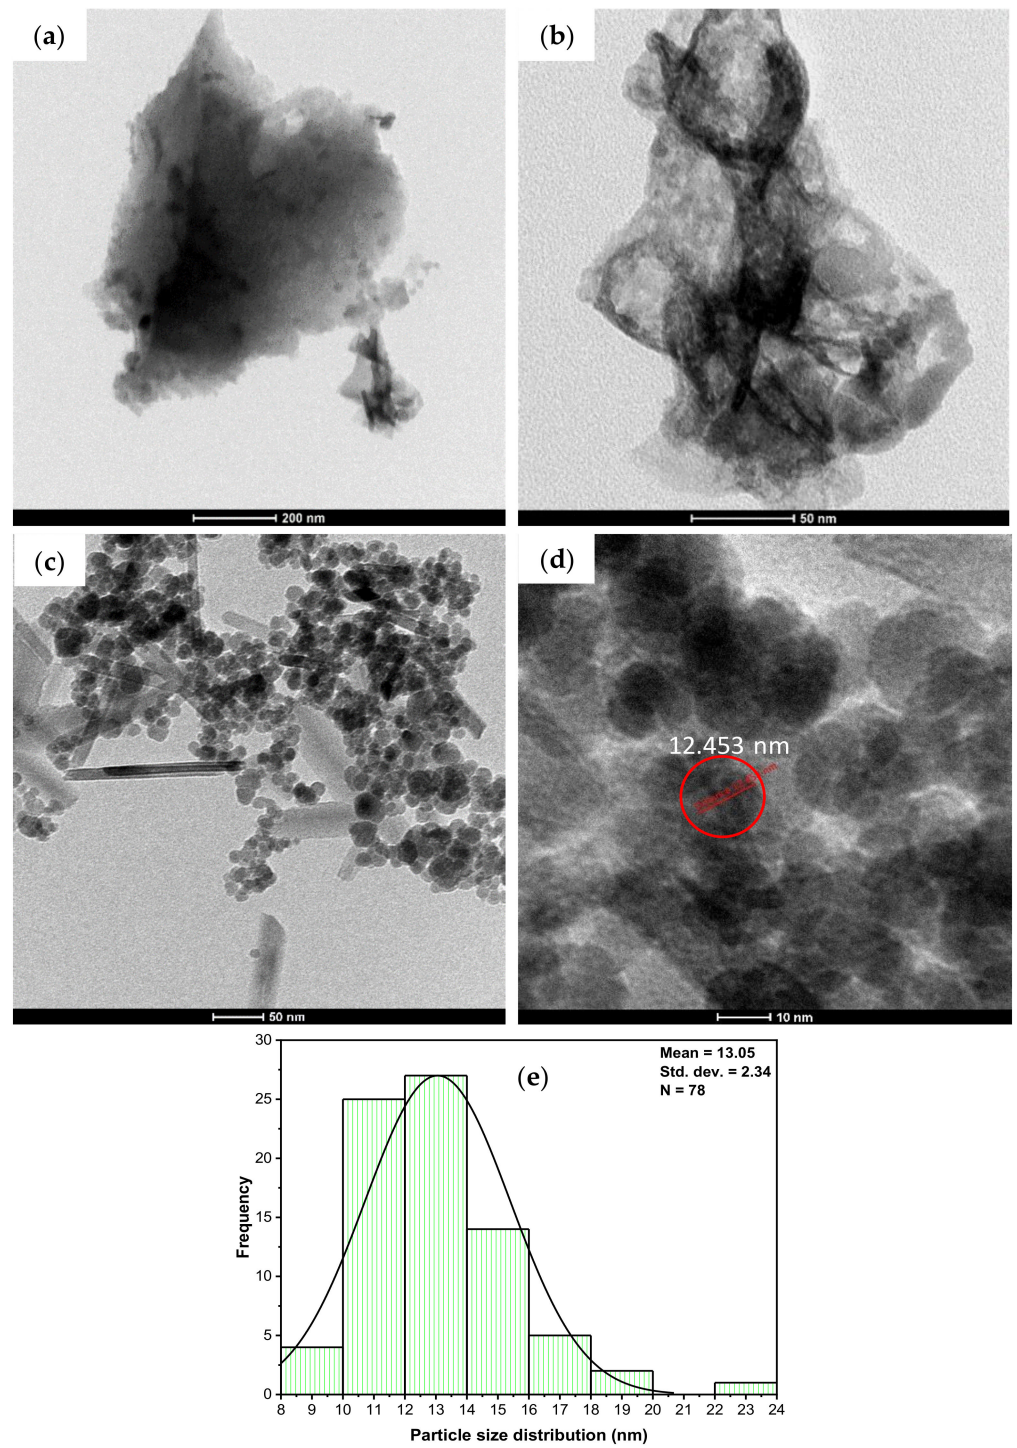 (a)
(b)
200 nm
50 nm
(c)
(d)
12.453 nm
50 nm
10 nm
(e)
Mean = 13.05
Std. dev. = 2.34
N = 78
Frequency
30
25
20
15
10
5
0
8 9 10 11 12 13 14 15 16 17 18 19 20 21 22 23 24
Particle size distribution (nm)